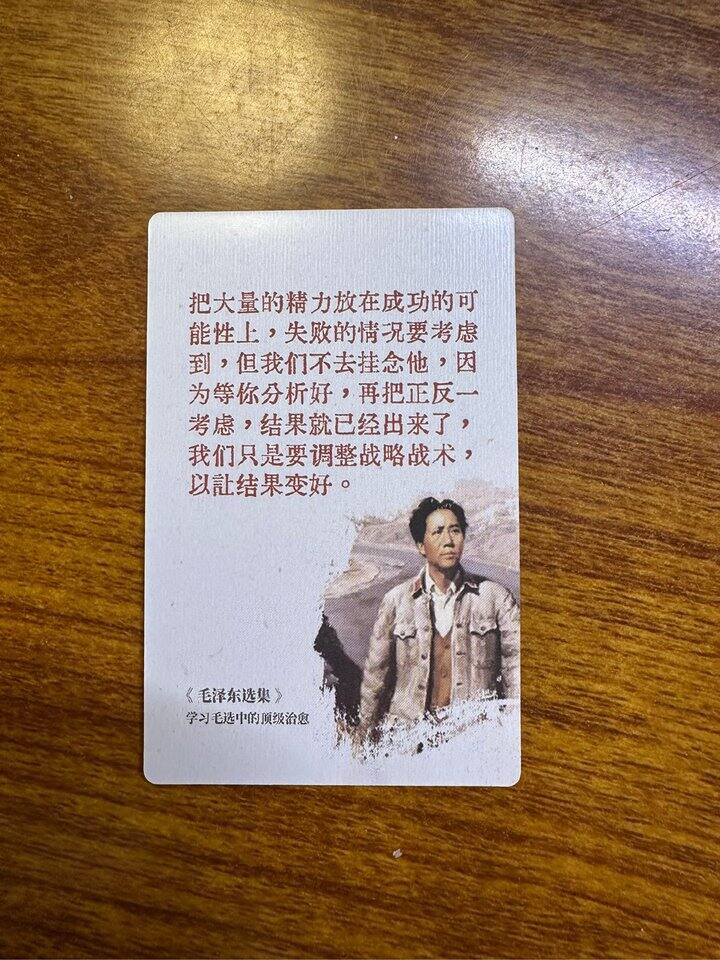 把大量的精力放在成功的可
能性上，失败的情况要考虑
到，但我们不去挂念他，因
为等你分析好，再把正反一
考虑，结果就已经出来了，
我们只是要调整战略战术，
以訨结果变好。
《 毛泽东选集 》
学习毛选中的顶级治愈